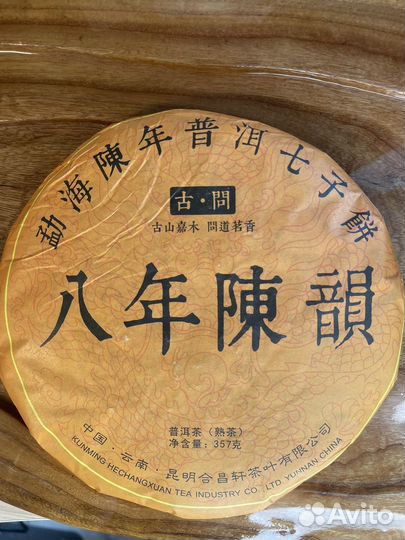 勐海陳年普洱七子餅
古·問
古山嘉木 問道茗香
八年陳韻
普洱茶（熟茶）
净含量：357克
中国·云南·昆明合昌轩茶叶有限公司
KUNMING HECHANGXUAN TEA INDUSTRY CO .,LTD YUNNAN CHINA
Avito